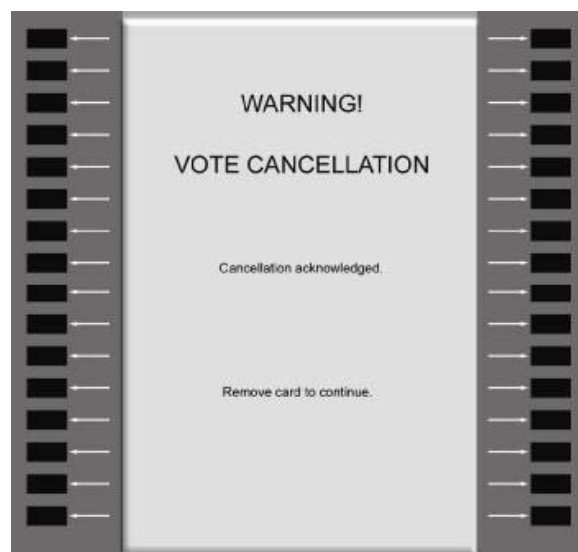 WARNING!
VOTE CANCELLATION
Cancellation acknowledged.
Remove card to continue.